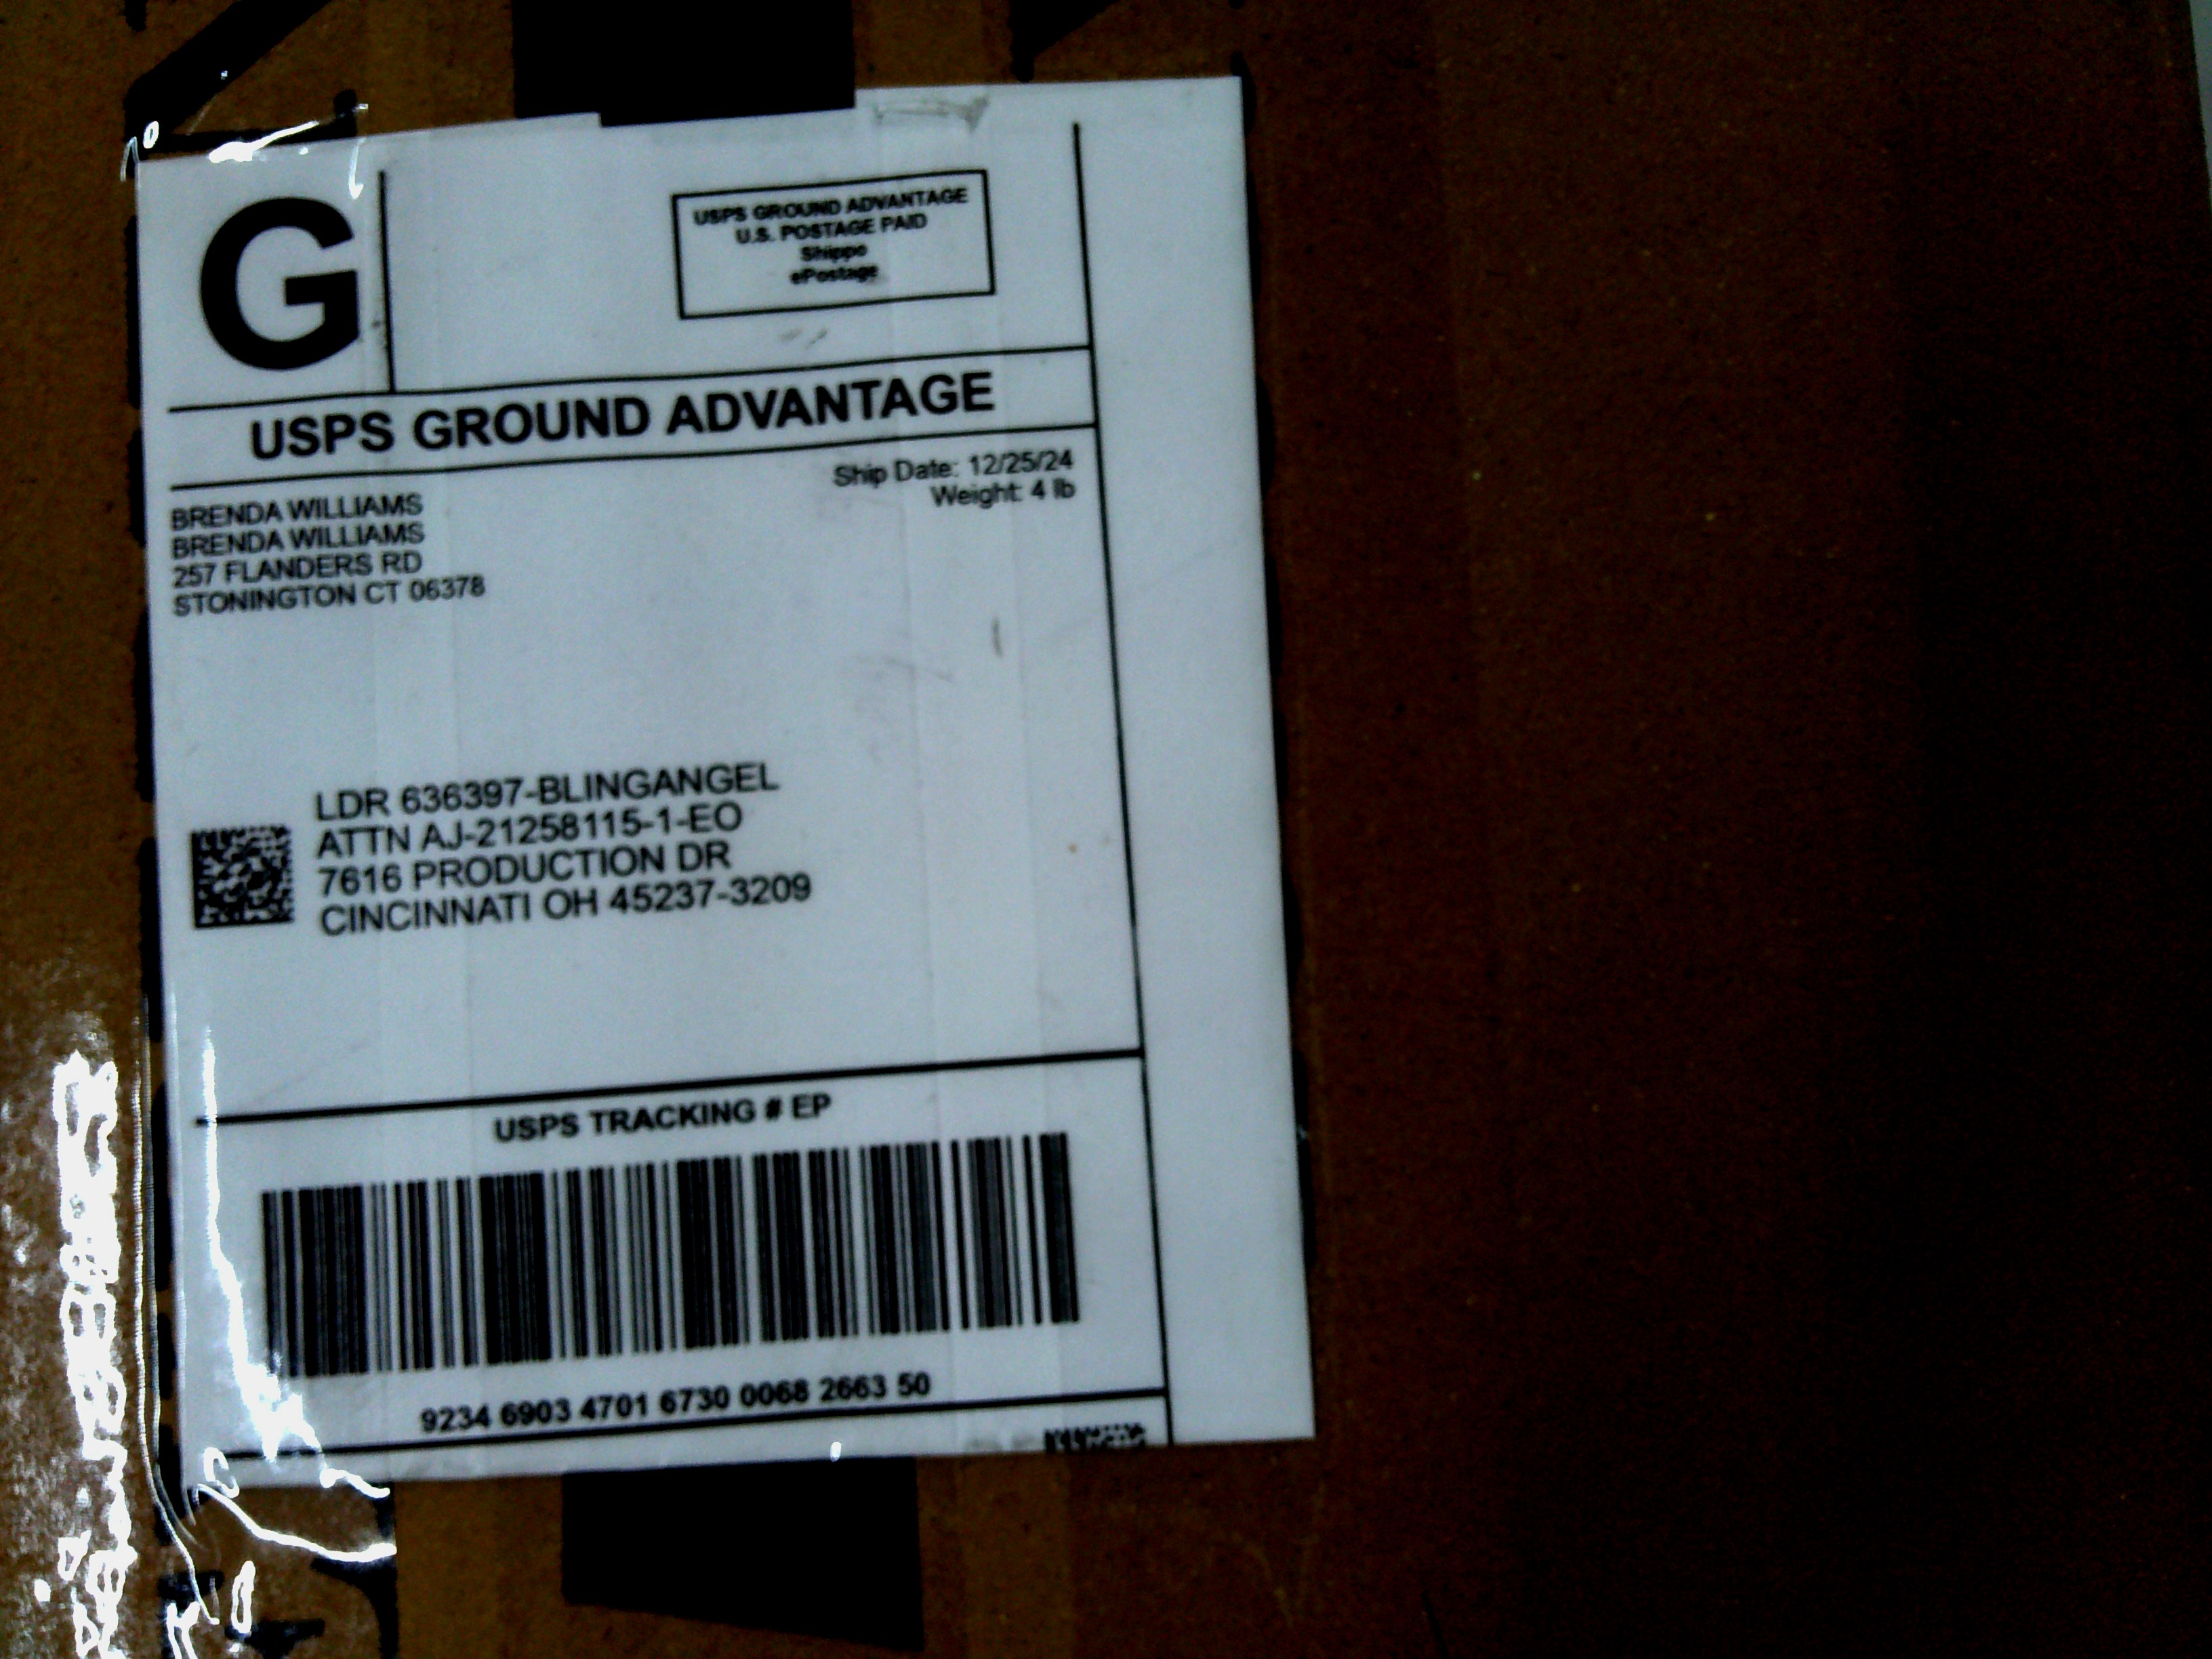 G
USPS GROUND ADVANTAGE
U.S. POSTAGE PAID
Shippo
ePostage
USPS GROUND ADVANTAGE
Ship Date: 12/25/24
Weight: 4 lb
BRENDA WILLIAMS
BRENDA WILLIAMS
257 FLANDERS RD
STONINGTON CT 06378
LDR 636397-BLINGANGEL
ATTN AJ-21258115-1-EO
7616 PRODUCTION DR
CINCINNATI OH 45237-3209
USPS TRACKING # EP
9234 6903 4701 6730 0068 2663 50